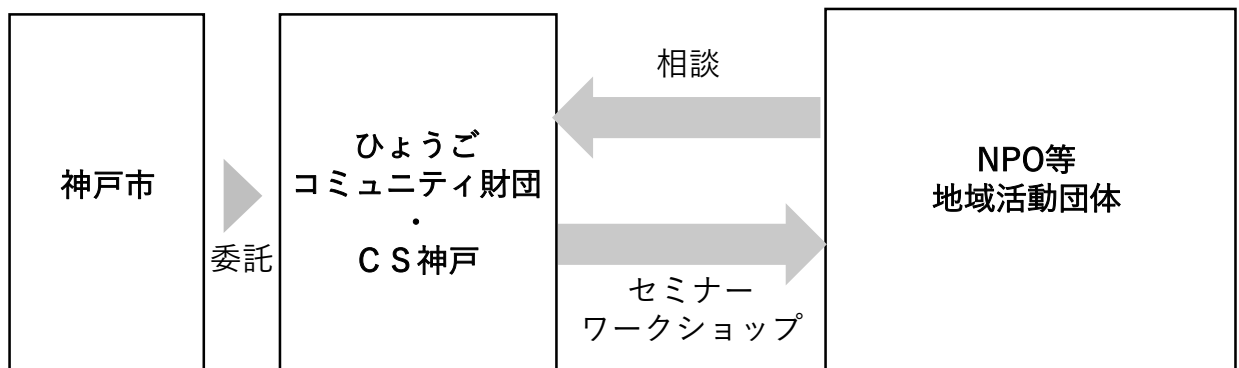 神戸市
委託
ひょうご
コミュニティ財団
・
ＣＳ神戸
相談
セミナー
ワークショップ
NPO等
地域活動団体